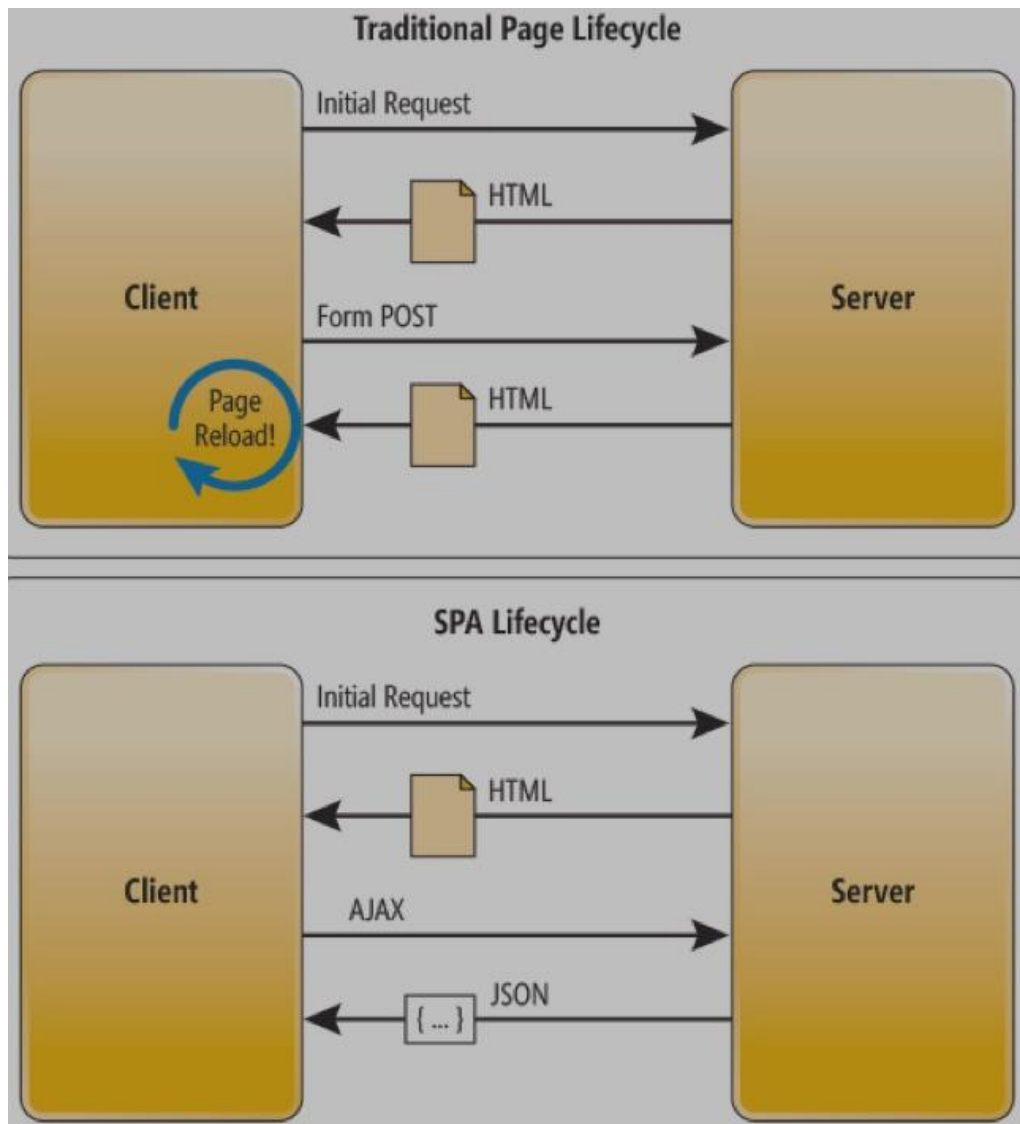 Traditional Page Lifecycle
Initial Request
HTML
Client
Server
Form POST
HTML
Page
Reload!
SPA Lifecycle
Initial Request
HTML
Client
Server
AJAX
JSON
{ ... }